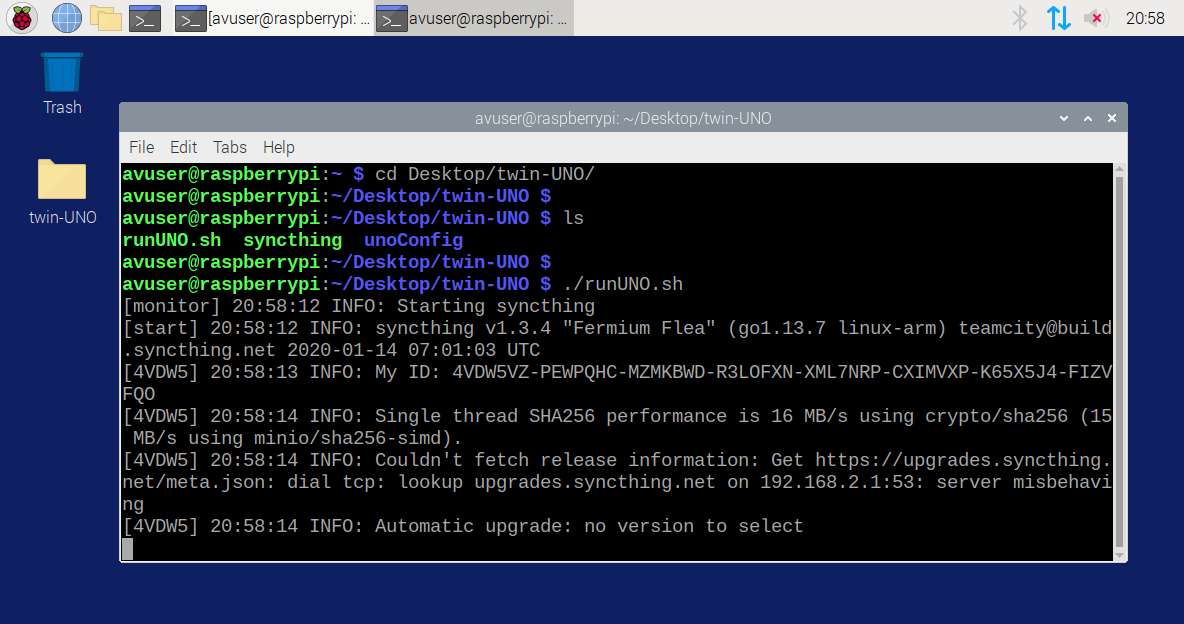 [avuser@raspberrypi: ...
avuser@raspberrypi: ...
20:58
Trash
twin-UNO
avuser@raspberrypi: ~/Desktop/twin-UNO
File Edit Tabs Help
avuser@raspberrypi:~ $ cd Desktop/twin-UNO/
avuser@raspberrypi:~/Desktop/twin-UNO $
avuser@raspberrypi:~/Desktop/twin-UNO $ ls
runUNO.sh  syncthing  unoConfig
avuser@raspberrypi:~/Desktop/twin-UNO $
avuser@raspberrypi:~/Desktop/twin-UNO $ ./runUNO.sh
[monitor] 20:58:12 INFO: Starting syncthing
[start] 20:58:12 INFO: syncthing v1.3.4 "Fermium Flea" (go1.13.7 linux-arm) teamcity@build
.syncthing.net 2020-01-14 07:01:03 UTC
[4VDW5] 20:58:13 INFO: My ID: 4VDW5VZ-PEWPQHC-MZMKBWD-R3LOFXN-XML7NRP-CXIMVXP-K65X5J4-FIZV
FQO
[4VDW5] 20:58:14 INFO: Single thread SHA256 performance is 16 MB/s using crypto/sha256 (15
 MB/s using minio/sha256-simd).
[4VDW5] 20:58:14 INFO: Couldn't fetch release information: Get https://upgrades.syncthing.
net/meta.json: dial tcp: lookup upgrades.syncthing.net on 192.168.2.1:53: server misbehavi
ng
[4VDW5] 20:58:14 INFO: Automatic upgrade: no version to select